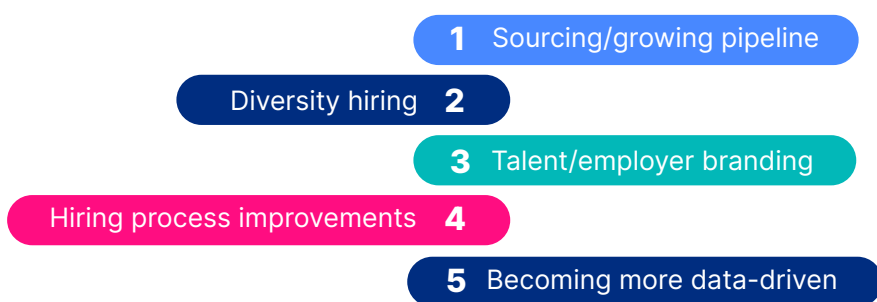 1 Sourcing/growing pipeline
Diversity hiring 2
3 Talent/employer branding
Hiring process improvements 4
5 Becoming more data-driven